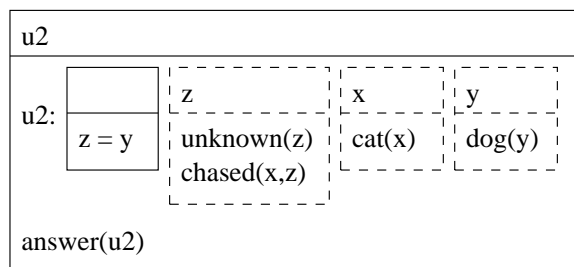 u2
z x y
u2:
z = y unknown(z) cat(x) dog(y)
chased(x,z)
answer(u2)